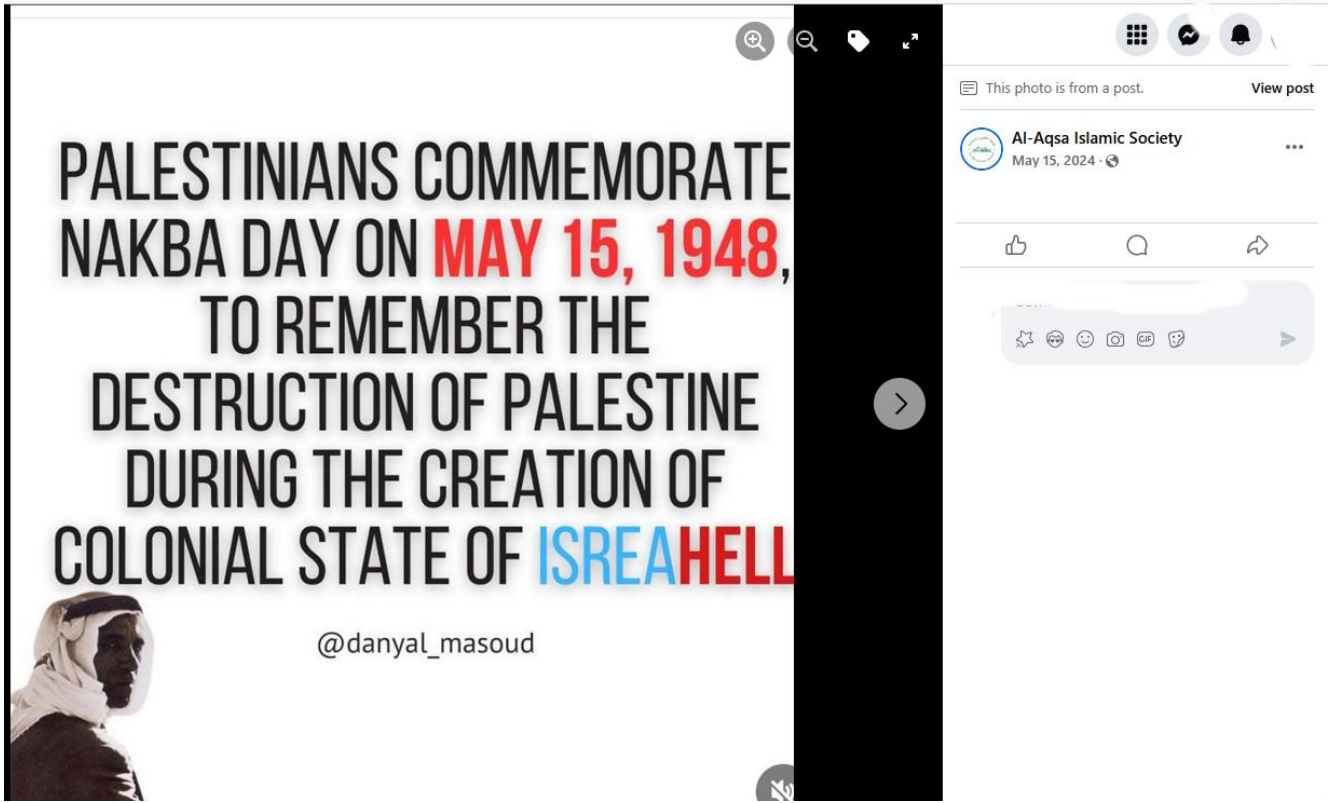 PALESTINIANS COMMEMORATE
NAKBA DAY ON MAY 15, 1948,
TO REMEMBER THE
DESTRUCTION OF PALESTINE
DURING THE CREATION OF
COLONIAL STATE OF ISREAHELL
@danyal_masoud
This photo is from a post.
View post
Al-Aqsa Islamic Society
May 15, 2024 ·
GIF